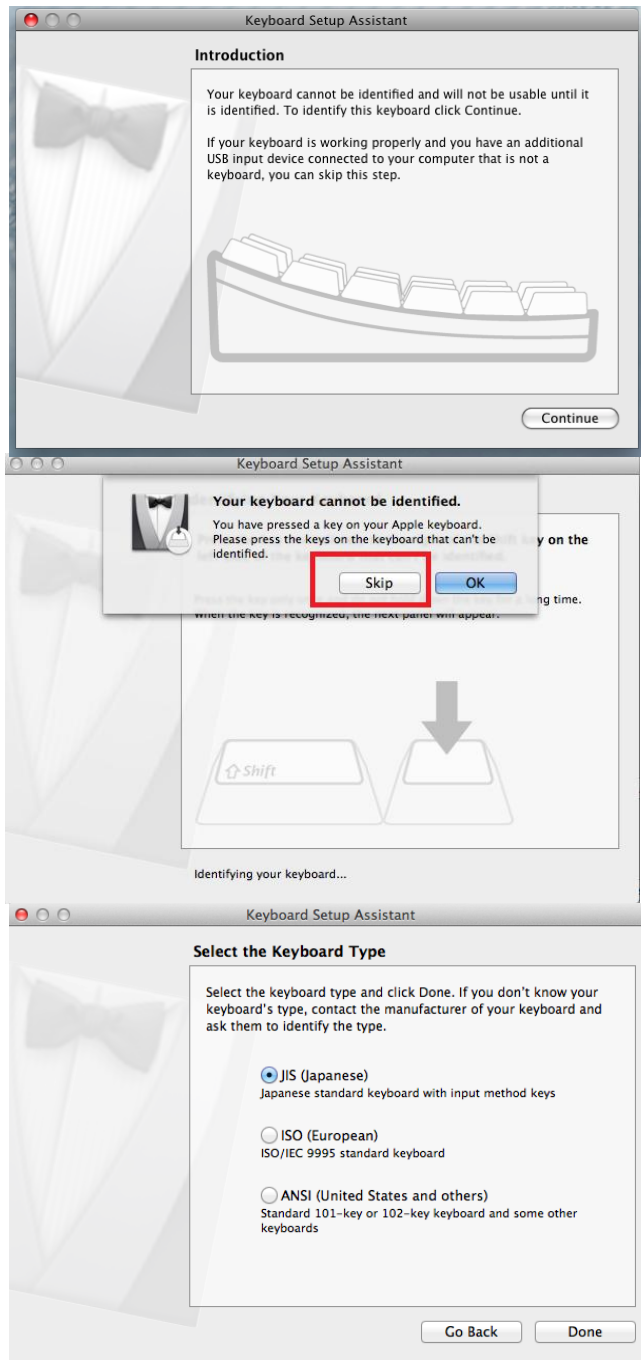 Keyboard Setup Assistant
Introduction
Your keyboard cannot be identified and will not be usable until it
is identified. To identify this keyboard click Continue.
If your keyboard is working properly and you have an additional
USB input device connected to your computer that is not a
keyboard, you can skip this step.
Continue
Keyboard Setup Assistant
Your keyboard cannot be identified.
You have pressed a key on your Apple keyboard.
Please press the keys on the keyboard that can't be
identified.
y on the
Skip
OK
ng time.
When the key is recognized, the next panel will appear.
Shift
Identifying your keyboard...
Keyboard Setup Assistant
Select the Keyboard Type
Select the keyboard type and click Done. If you don’t know your
keyboard’s type, contact the manufacturer of your keyboard and
ask them to identify the type.
JIS (Japanese)
Japanese standard keyboard with input method keys
ISO (European)
ISO/IEC 9995 standard keyboard
ANSI (United States and others)
Standard 101-key or 102-key keyboard and some other
keyboards
Go Back
Done